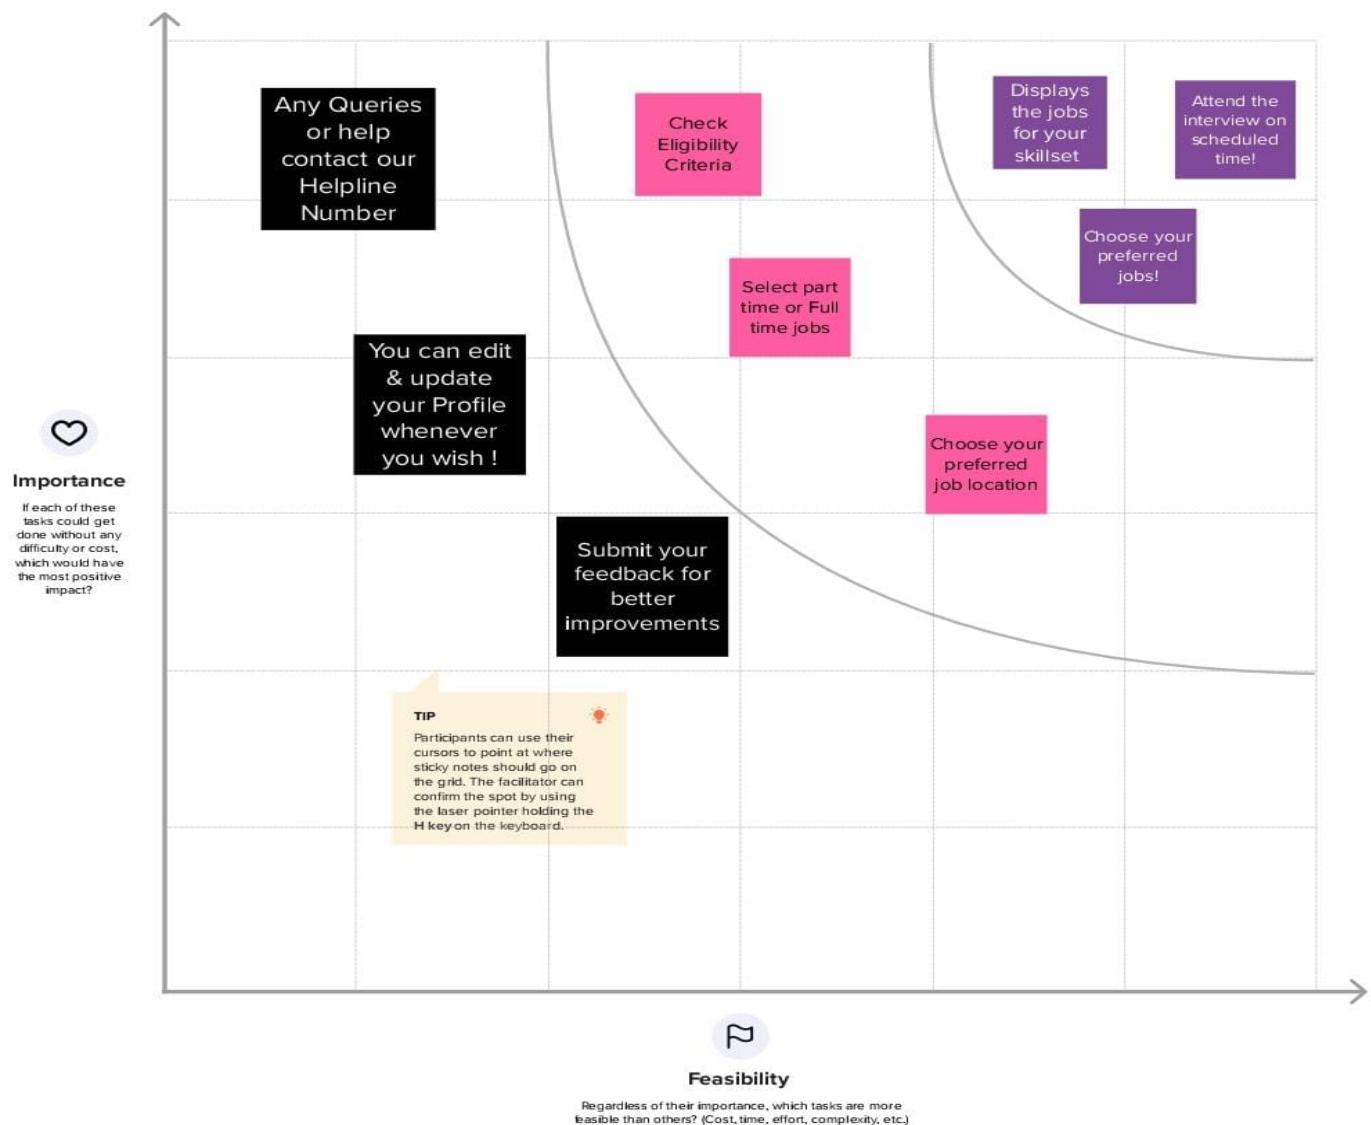 Any Queries
or help
contact our
Helpline
Number
Check
Eligibility
Criteria
Displays
the jobs
for your
skillset
Attend the
interview on
scheduled
time!
Choose your
preferred
jobs!
Select part
time or Full
time jobs
You can edit
& update
your Profile
whenever
you wish !
Choose your
preferred
job location
Importance
If each of these
tasks could get
done without any
difficulty or cost,
which would have
the most positive
impact?
Submit your
feedback for
better
improvements
TIP
Participants can use their
cursors to point at where
sticky notes should go on
the grid. The facilitator can
confirm the spot by using
the laser pointer holding the
H key on the keyboard.
Feasibility
Regardless of their importance, which tasks are more
feasible than others? (Cost, time, effort, complexity, etc.)